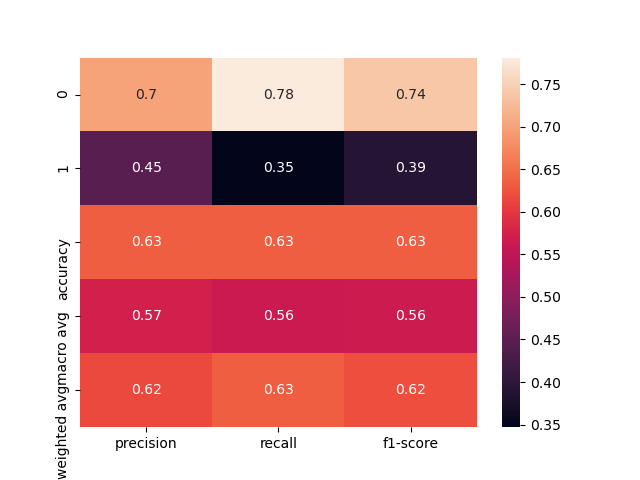 0
0.7 0.78 0.74
1
0.45 0.35 0.39
accuracy
0.63 0.63 0.63
macro avg
0.57 0.56 0.56
weighted avg
0.62 0.63 0.62
precision recall f1-score
0.75
0.70
0.65
0.60
0.55
0.50
0.45
0.40
0.35